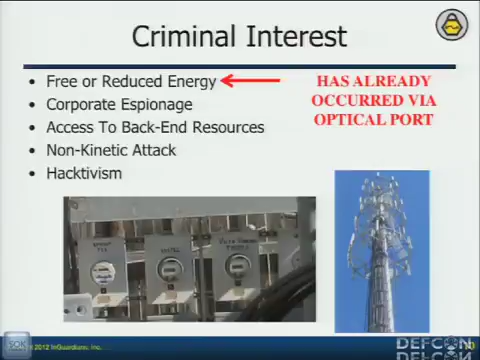 Criminal Interest
• Free or Reduced Energy
HAS ALREADY
OCCURRED VIA
OPTICAL PORT
• Corporate Espionage
• Access To Back-End Resources
• Non-Kinetic Attack
• Hacktivism
2012 InGuardians, Inc.
DEFCON